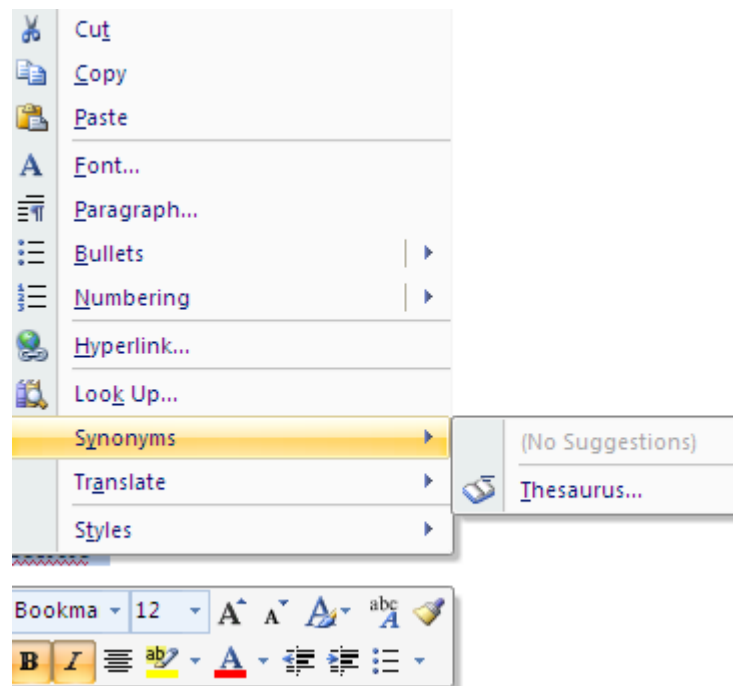 Cut
Copy
Paste
Font...
Paragraph...
Bullets
Numbering
Hyperlink...
Look Up...
Synonyms
(No Suggestions)
Translate
Thesaurus...
Styles
Bookma 12 A A A abc A
B I ab A